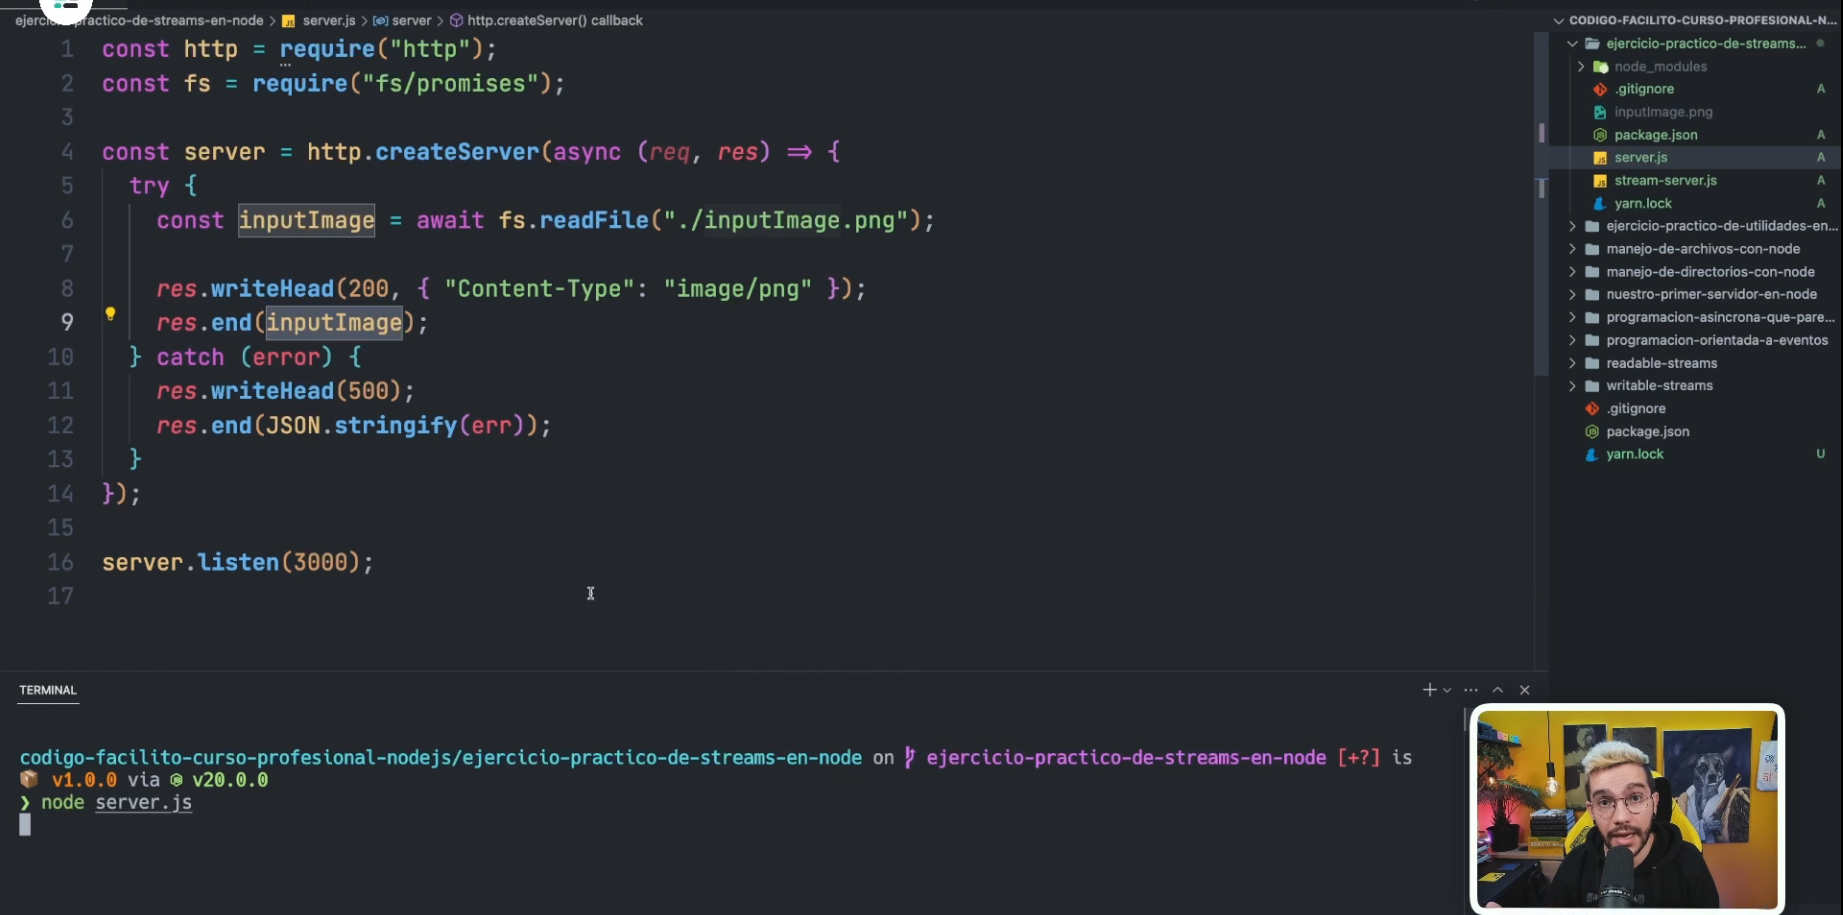 ejercicio-practico-de-streams-en-node > server.js > server > http.createServer() callback
1 const http = require("http");
2 const fs = require("fs/promises");
3
4 const server = http.createServer(async (req, res) => {
5 try {
6 const inputImage = await fs.readFile("./inputImage.png");
7
8 res.writeHead(200, { "Content-Type": "image/png" });
9 res.end(inputImage);
10 } catch (error) {
11 res.writeHead(500);
12 res.end(JSON.stringify(err));
13 }
14 });
15
16 server.listen(3000);
17
CODIGO-FACILITO-CURSO-PROFESIONAL-N...
ejercicio-practico-de-streams...
node_modules
.gitignore A
inputImage.png
package.json A
server.js A
stream-server.js A
yarn.lock A
ejercicio-practico-de-utilidades-en...
manejo-de-archivos-con-node
manejo-de-directorios-con-node
nuestro-primer-servidor-en-node
programacion-asincrona-que-pare...
programacion-orientada-a-eventos
readable-streams
writable-streams
.gitignore
package.json
yarn.lock U
TERMINAL
codigo-facilito-curso-profesional-nodejs/ejercicio-practico-de-streams-en-node on ejercicio-practico-de-streams-en-node [+?] is
v1.0.0 via v20.0.0
❯ node server.js